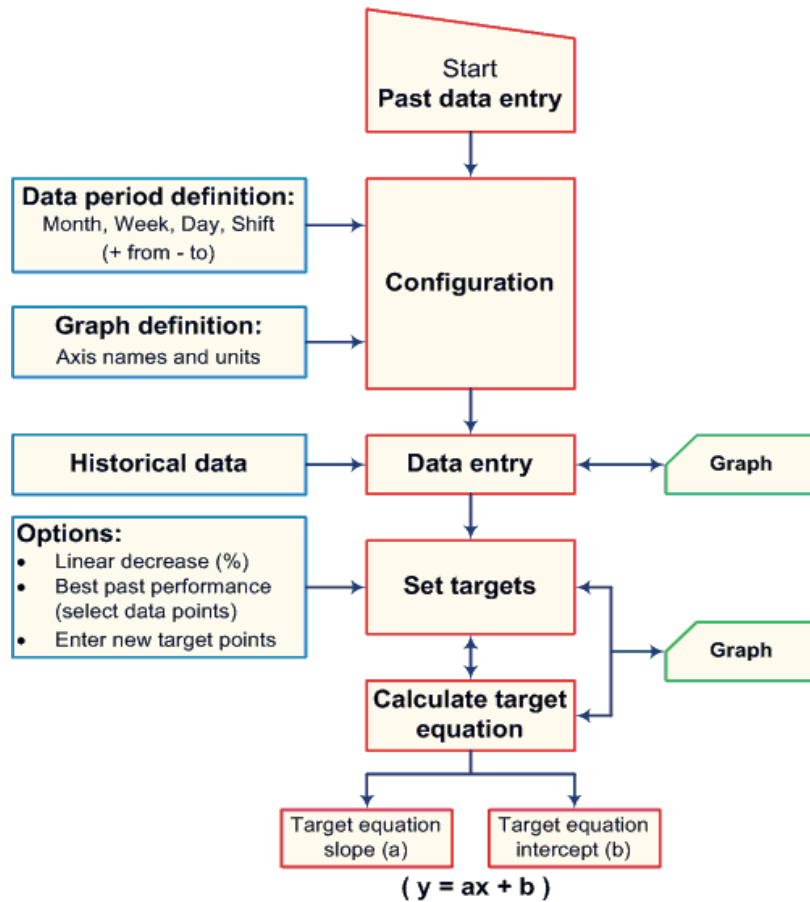 Start
Past data entry
Data period definition:
Month, Week, Day, Shift
(+ from - to)
Configuration
Graph definition:
Axis names and units
Historical data
Data entry
Graph
Options:
• Linear decrease (%)
• Best past performance
(select data points)
• Enter new target points
Set targets
Graph
Calculate target
equation
Target equation
slope (a)
Target equation
intercept (b)
( y = ax + b )